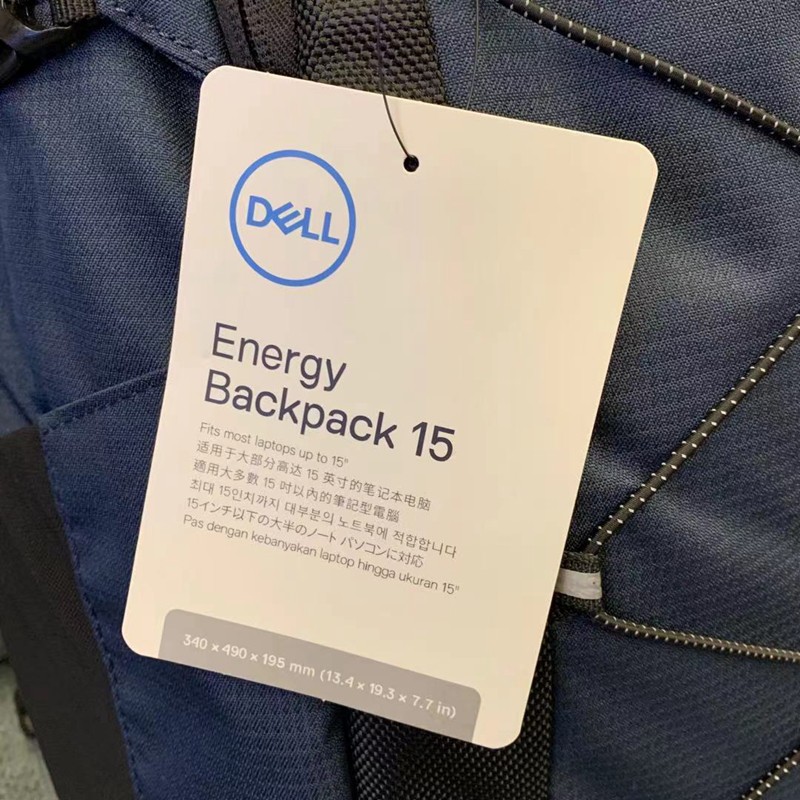 DELL
Energy
Backpack 15
Fits most laptops up to 15"
适用于大部分高达 15 英寸的笔记本电脑
適用大多數 15 吋以內的筆記型電腦
최대 15인치까지 대부분의 노트북에 적합합니다
15インチ以下の大半のノート パソコンに対応
Pas dengan kebanyakan laptop hingga ukuran 15"
340 × 490 × 195 mm (13.4 × 19.3 × 7.7 in)